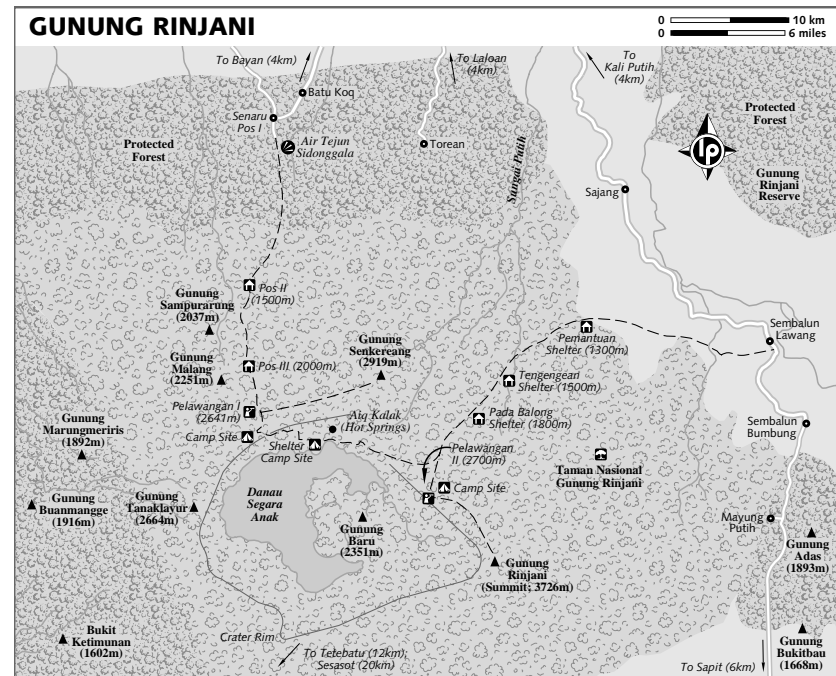 GUNUNG RINJANI
0 10 km
0 6 miles
To Bayan (4km)
To Laloan
(4km)
To
Kali Putih
(4km)
Batu Koq
Senaru
Pos I
Air Tejun
Sidonggala
Protected
Forest
Torean
Sungai Putih
Protected
Forest
lp
Gunung
Rinjani
Reserve
Sajang
Pos II
(1500m)
Gunung
Sampurarung
(2037m)
Gunung
Senkereang
(2919m)
Pemantuan
Shelter (1300m)
Sembalun
Lawang
Gunung
Malang
(2251m)
Pos III (2000m)
Tengengean
Shelter (1500m)
Pelawangan I
(2641m)
Aiq Kalak
(Hot Springs)
Pada Balong
Shelter (1800m)
Gunung
Marungmeriris
(1892m)
Camp Site
Shelter
Camp Site
Pelawangan
II (2700m)
Sembalun
Bumbung
Taman Nasional
Gunung Rinjani
Camp Site
Gunung
Buanmangge
(1916m)
Gunung
Tanaklayur
(2664m)
Danau
Segara
Anak
Gunung
Baru
(2351m)
Mayung
Putih
Gunung
Adas
(1893m)
Gunung
Rinjani
(Summit; 3726m)
Bukit
Ketimunan
(1602m)
Crater Rim
To Tetebatu (12km);
Sesasot (20km)
To Sapit (6km)
Gunung
Bukitbau
(1668m)